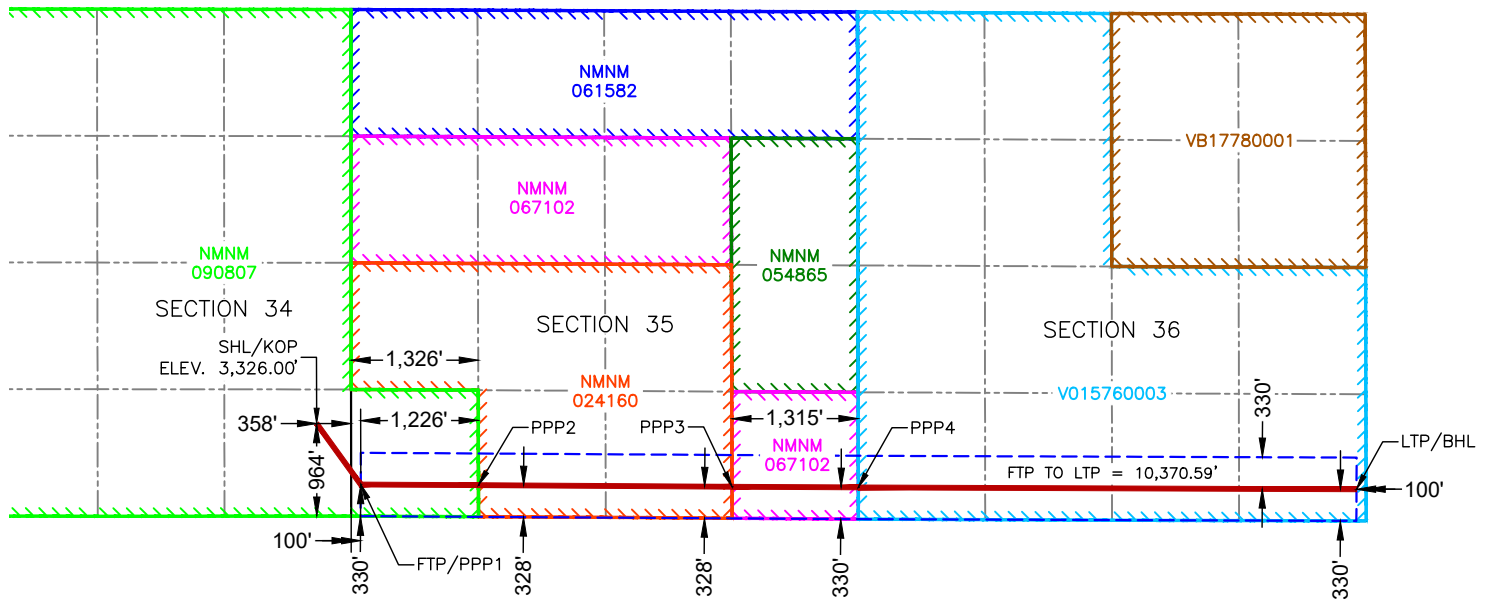 NMNM
061582
VB17780001
NMNM
067102
NMNM
090807
NMNM
054865
SECTION 34
SECTION 35
SECTION 36
SHL/KOP
ELEV. 3,326.00'
1,326'
NMNM
024160
V015760003
330'
358'
1,226'
PPP2
PPP3
1,315'
PPP4
LTP/BHL
NMNM
067102
964'
FTP TO LTP = 10,370.59'
100'
100'
FTP/PPP1
330'
328'
328'
330'
330'